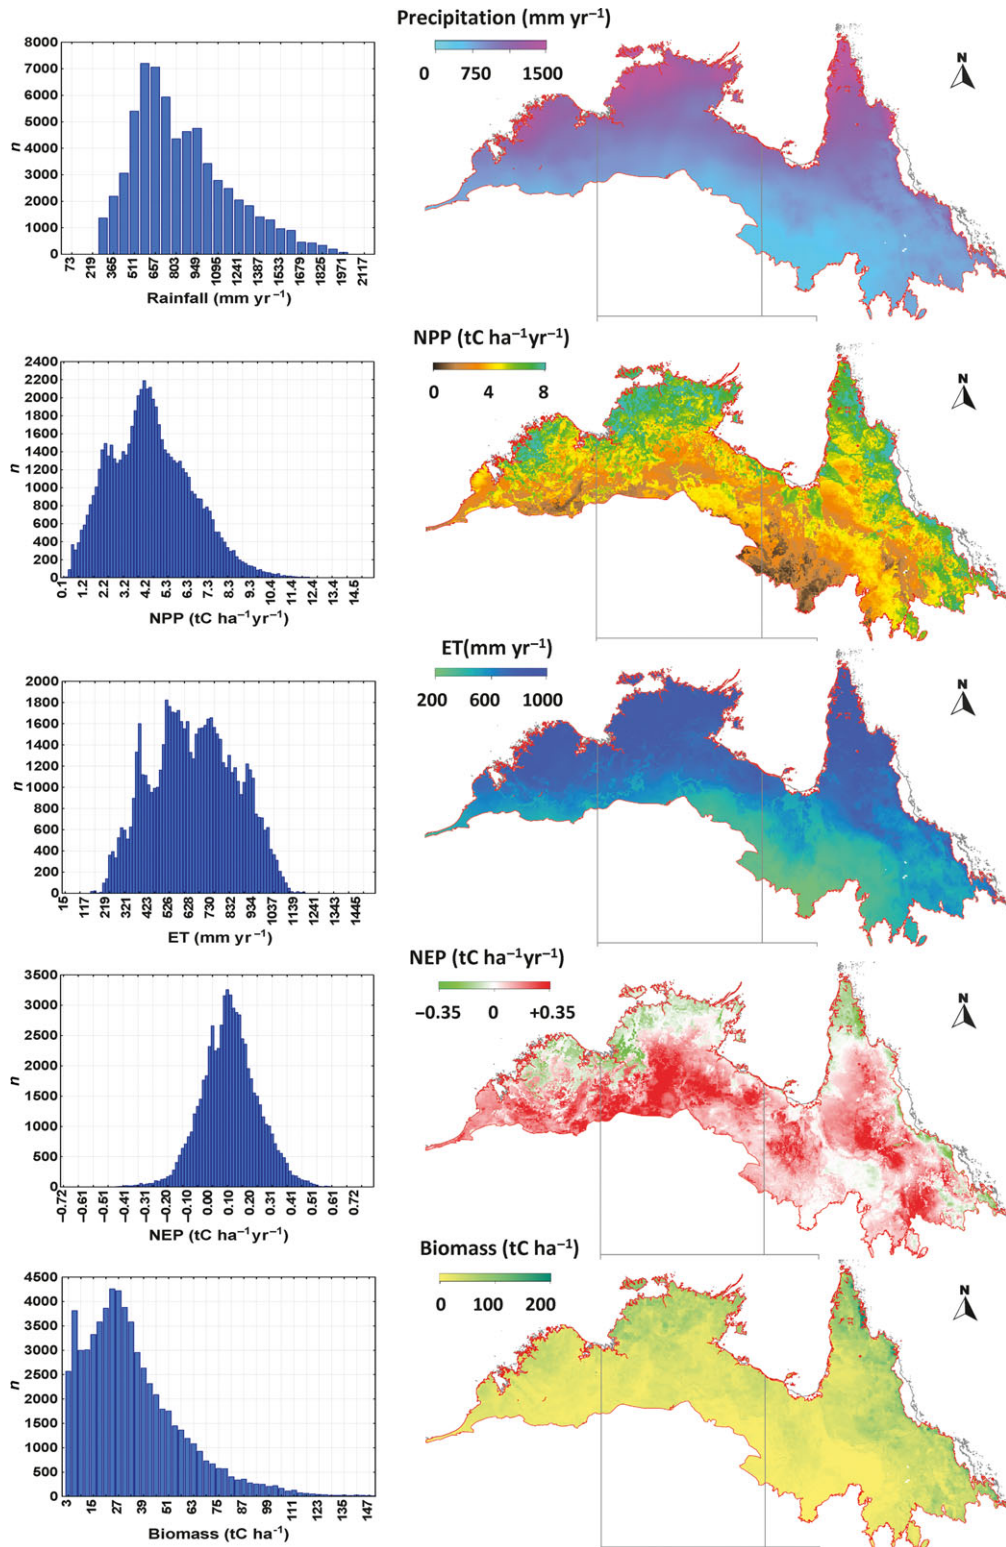 Precipitation (mm yr⁻¹)
0 750 1500
N
8000
7000
6000
5000
4000
3000
2000
1000
0
n
73 219 365 511 657 803 949 1095 1241 1387 1533 1679 1825 1971 2117
Rainfall (mm yr⁻¹)
NPP (tC ha⁻¹yr⁻¹)
0 4 8
N
2400
2200
2000
1800
1600
1400
1200
1000
800
600
400
200
0
n
0.1 1.2 2.2 3.2 4.2 5.3 6.3 7.3 8.3 9.3 10.4 11.4 12.4 13.4 14.5
NPP (tC ha⁻¹yr⁻¹)
ET(mm yr⁻¹)
200 600 1000
N
2000
1800
1600
1400
1200
1000
800
600
400
200
0
n
15 117 219 321 423 526 628 730 832 934 1037 1139 1241 1343 1445
ET (mm yr⁻¹)
NEP (tC ha⁻¹yr⁻¹)
−0.35 0 +0.35
N
3500
3000
2500
2000
1500
1000
500
0
n
−0.72 −0.61 −0.51 −0.41 −0.31 −0.20 −0.10 0.00 0.10 0.20 0.31 0.41 0.51 0.61 0.72
NEP (tC ha⁻¹yr⁻¹)
Biomass (tC ha⁻¹)
0 100 200
N
4500
4000
3500
3000
2500
2000
1500
1000
500
0
n
3 15 27 39 51 63 75 87 99 111 123 135 147
Biomass (tC ha⁻¹)